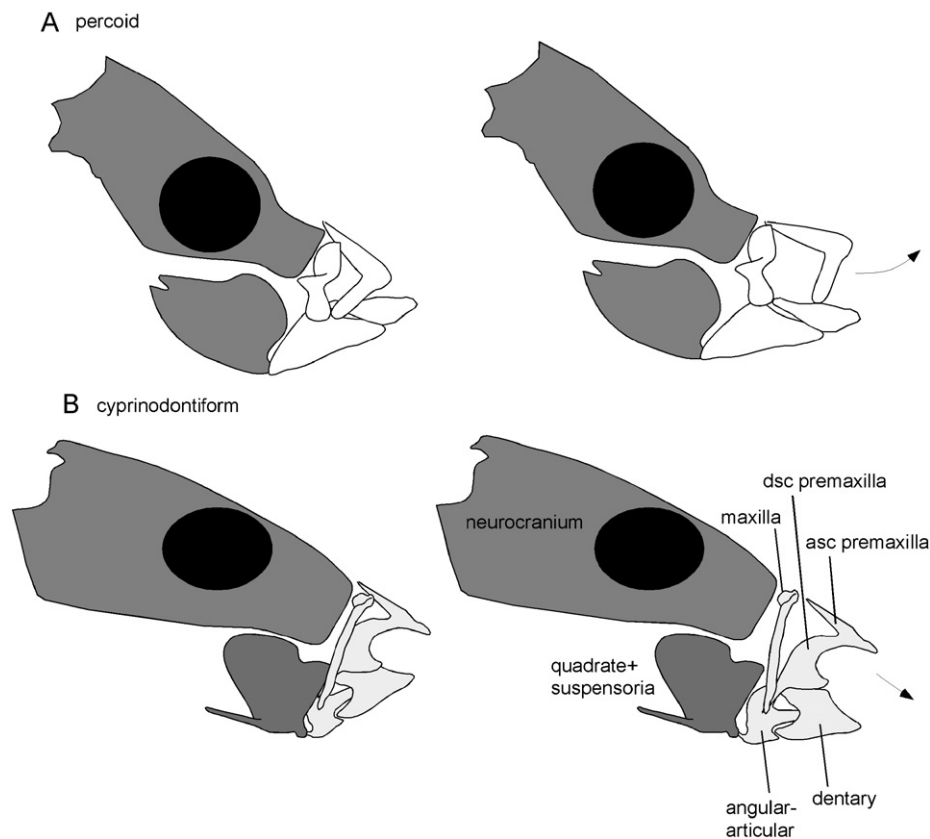 A percoid
B cyprinodontiform
dsc premaxilla
maxilla
asc premaxilla
neurocranium
quadrate+
suspensoria
angular-
articular
dentary